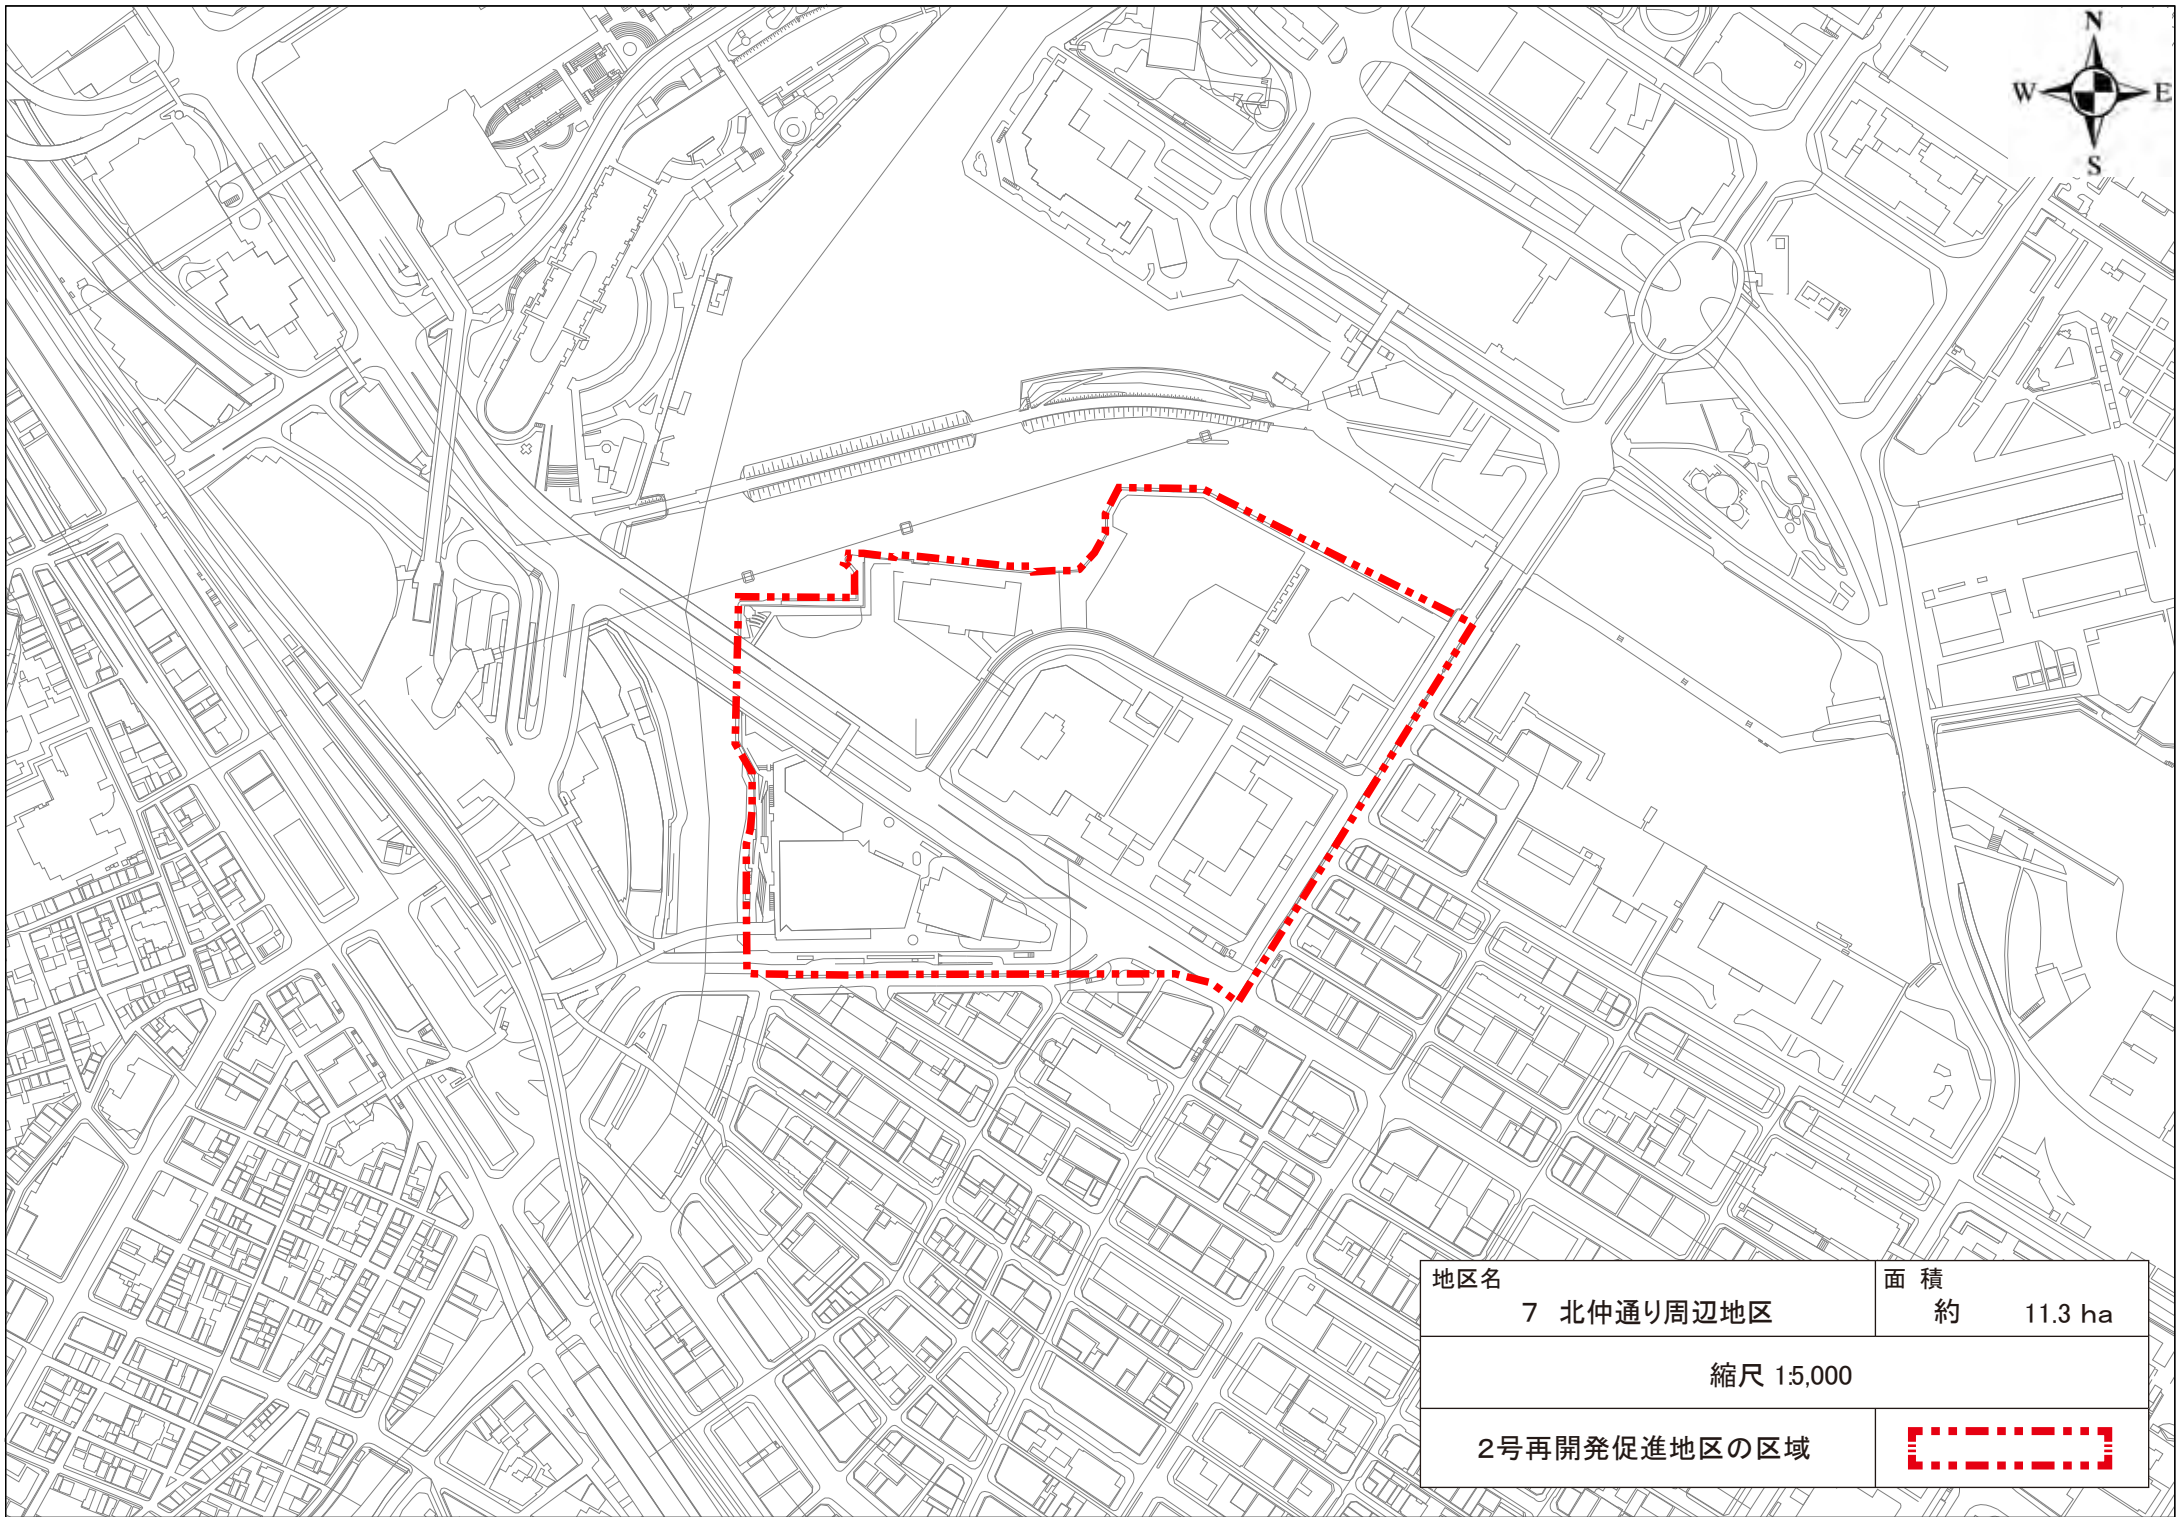 N
W E
S
地区名
7 北仲通り周辺地区
面 積
約 11.3 ha
縮尺 1:5,000
2号再開発促進地区の区域